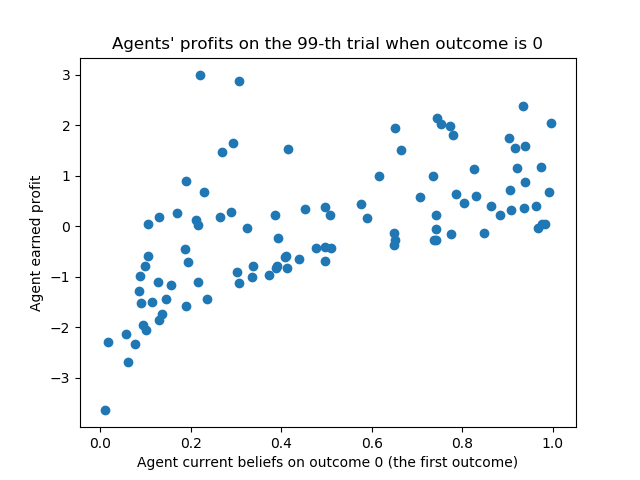 Agents' profits on the 99-th trial when outcome is 0
Agent earned profit
3
2
1
0
−1
−2
−3
0.0 0.2 0.4 0.6 0.8 1.0
Agent current beliefs on outcome 0 (the first outcome)